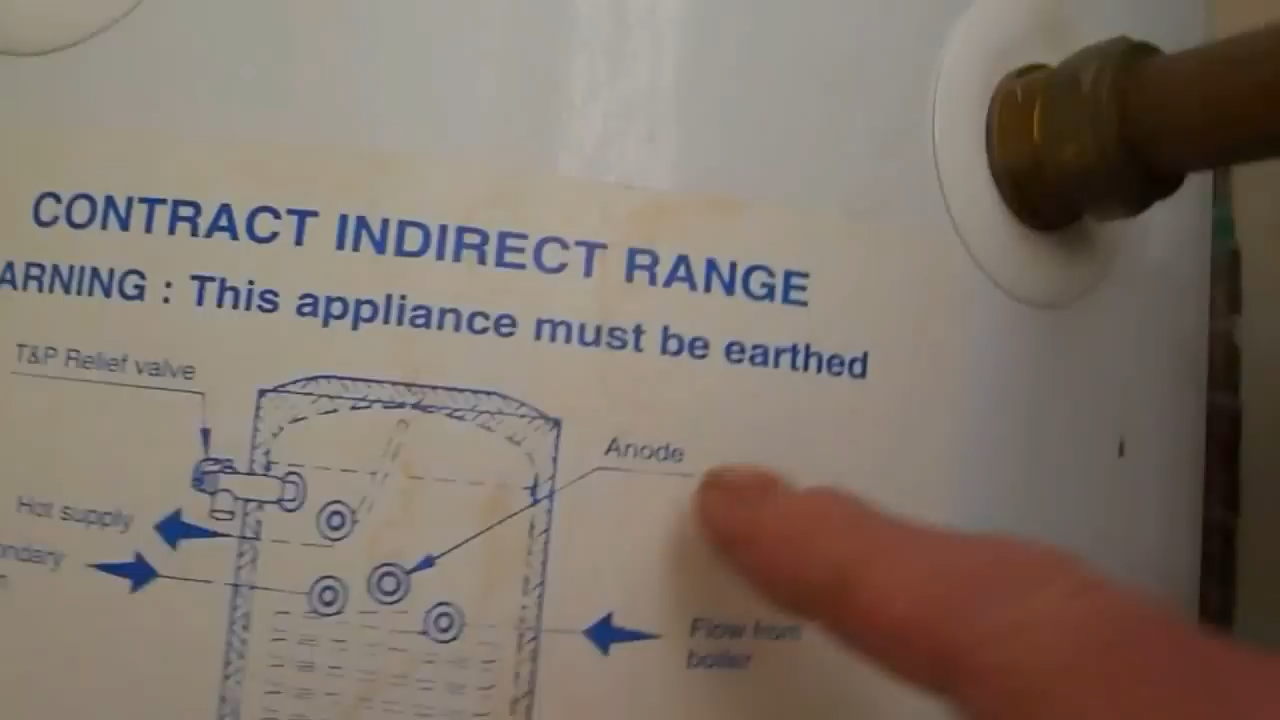 CONTRACT INDIRECT RANGE
ARNING : This appliance must be earthed
T&P Relief valve
Anode
Hot supply
ndary
Flow from
boiler